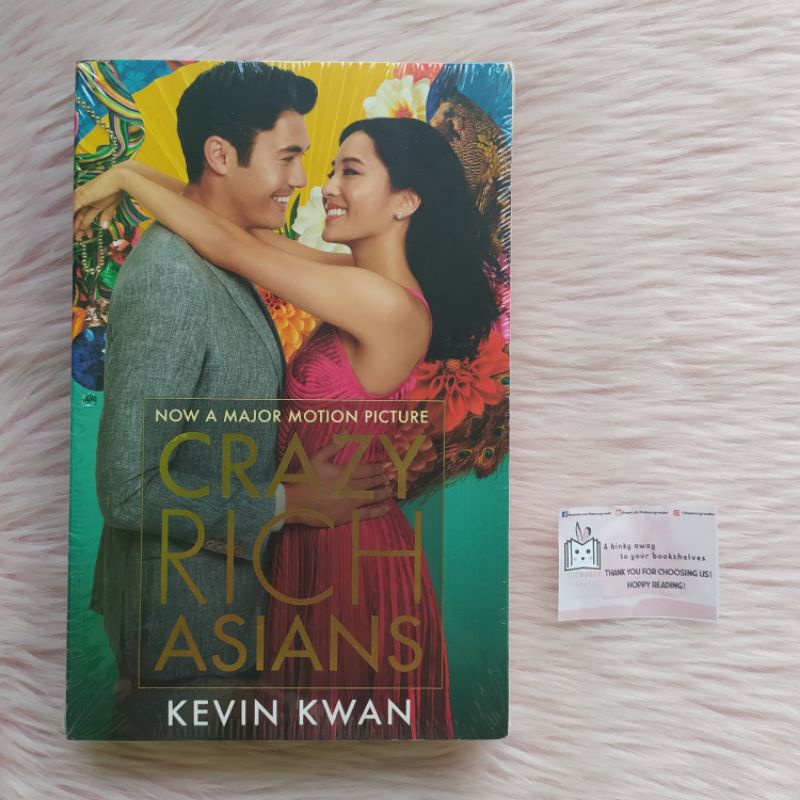 NOW A MAJOR MOTION PICTURE
CRAZY
RICH
ASIANS
KEVIN KWAN
A binky away
to your bookshelves
THANK YOU FOR CHOOSING US!
HOPPY READING!